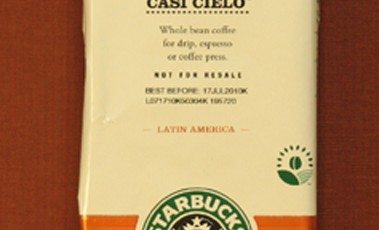 CASI CIELO
Whole bean coffee
for drip, espresso
or coffee press.
NOT FOR RESALE
BEST BEFORE: 17JUL2010K
LATIN AMERICA
STARBUCKS